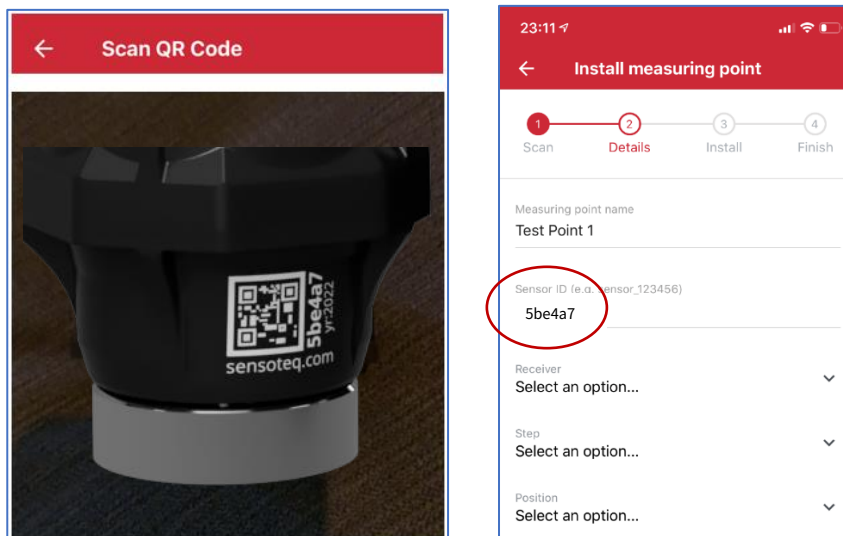 Scan QR Code
5be4a7
yr:2022
sensoteq.com
23:11
Install measuring point
1
2
3
4
Scan
Details
Install
Finish
Measuring point name
Test Point 1
Sensor ID (e.g. sensor_123456)
5be4a7
Receiver
Select an option...
Step
Select an option...
Position
Select an option...